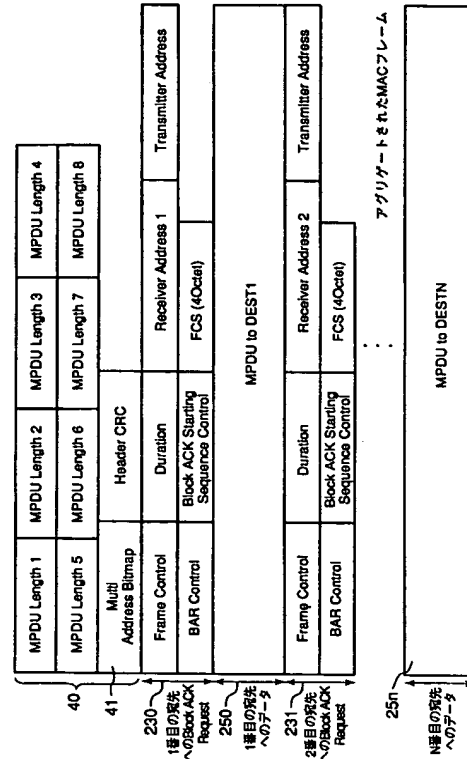 MPDU Length 1 MPDU Length 2 MPDU Length 3 MPDU Length 4
MPDU Length 5 MPDU Length 6 MPDU Length 7 MPDU Length 8
40
Multi
Address Bitmap
Header CRC
41
Frame Control Duration Receiver Address 1 Transmitter Address
BAR Control
Block ACK Starting
Sequence Control
FCS (4Octet)
230
1番目の宛先
へのBlock ACK
Request
MPDU to DEST1
250
1番目の宛先
へのデータ
Frame Control Duration Receiver Address 2 Transmitter Address
BAR Control
Block ACK Starting
Sequence Control
FCS (4Octet)
231
2番目の宛先
へのBlock ACK
Request
アグリゲートされたMACフレーム
MPDU to DESTN
25n
N番目の宛先
へのデータ